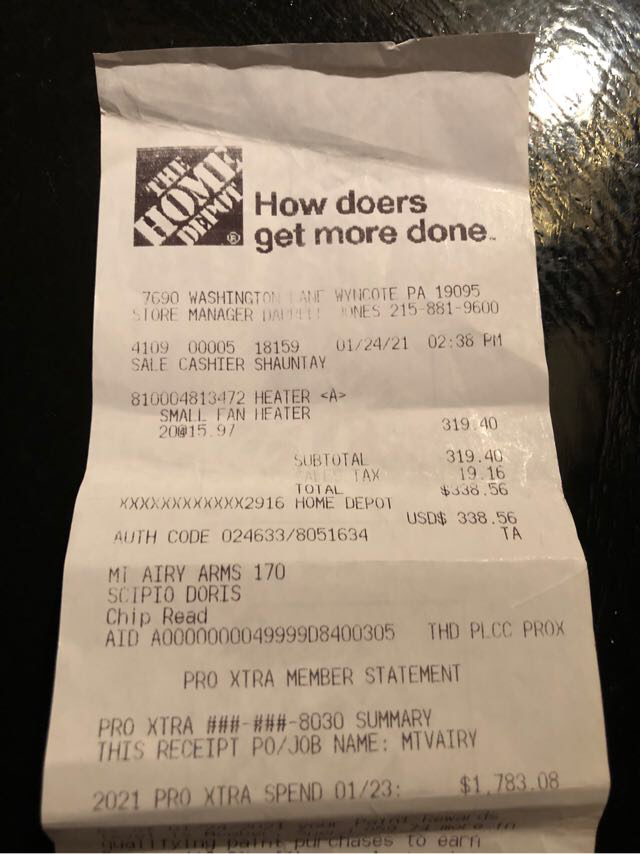 THE
HOME
DEPOT
®
How doers
get more done™
7690 WASHINGTON LANE WYNCOTE PA 19095
STORE MANAGER JONES 215-881-9600
4109 00005 18159 01/24/21 02:38 PM
SALE CASHIER SHAUNTAY
810004813472 HEATER <A>
SMALL FAN HEATER
20@15.97 319.40
SUBTOTAL 319.40
SALES TAX 19.16
TOTAL $338.56
XXXXXXXXXXXX2916 HOME DEPOT
USD$ 338.56
AUTH CODE 024633/8051634 TA
MT AIRY ARMS 170
SCIPIO DORIS
Chip Read
AID A0000000049999D8400305 THD PLCC PROX
PRO XTRA MEMBER STATEMENT
PRO XTRA ###-###-8030 SUMMARY
THIS RECEIPT PO/JOB NAME: MTVAIRY
2021 PRO XTRA SPEND 01/23: $1,783.08
your Paint Rewards
qualifying paint purchases to earn